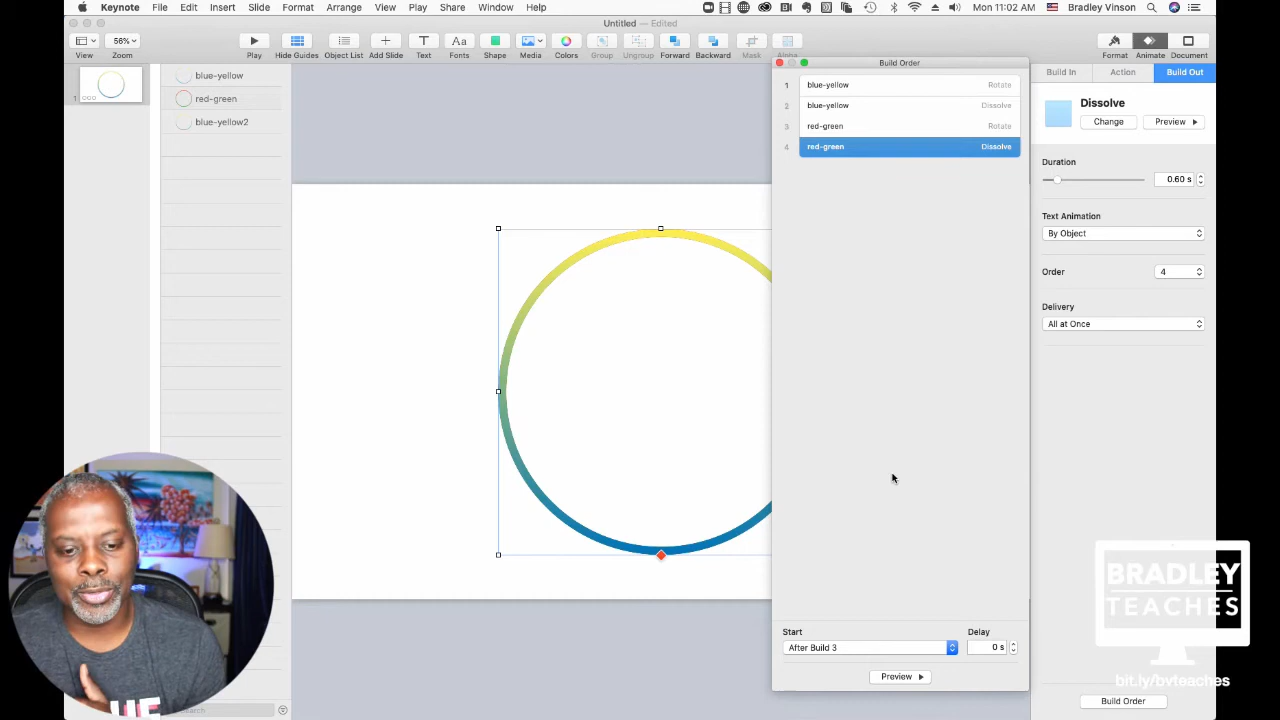 Keynote File Edit Insert Slide Format Arrange View Play Share Window Help Mon 11:02 AM Bradley Vinson
Untitled — Edited
56%
View Zoom Play Hide Guides Object List Add Slide Text Fonts Shape Media Colors Group Ungroup Forward Backward Mask Alpha Format Animate Document
Build Order
Build In Action Build Out
blue-yellow
red-green
blue-yellow2
1
1 blue-yellow Rotate
2 blue-yellow Dissolve
3 red-green Rotate
4 red-green Dissolve
Dissolve
Change Preview
Duration
0.60 s
Text Animation
By Object
Order 4
Delivery
All at Once
Start Delay
After Build 3 0 s
Preview
Build Order
Search
BRADLEY
TEACHES
bit.ly/bvteaches